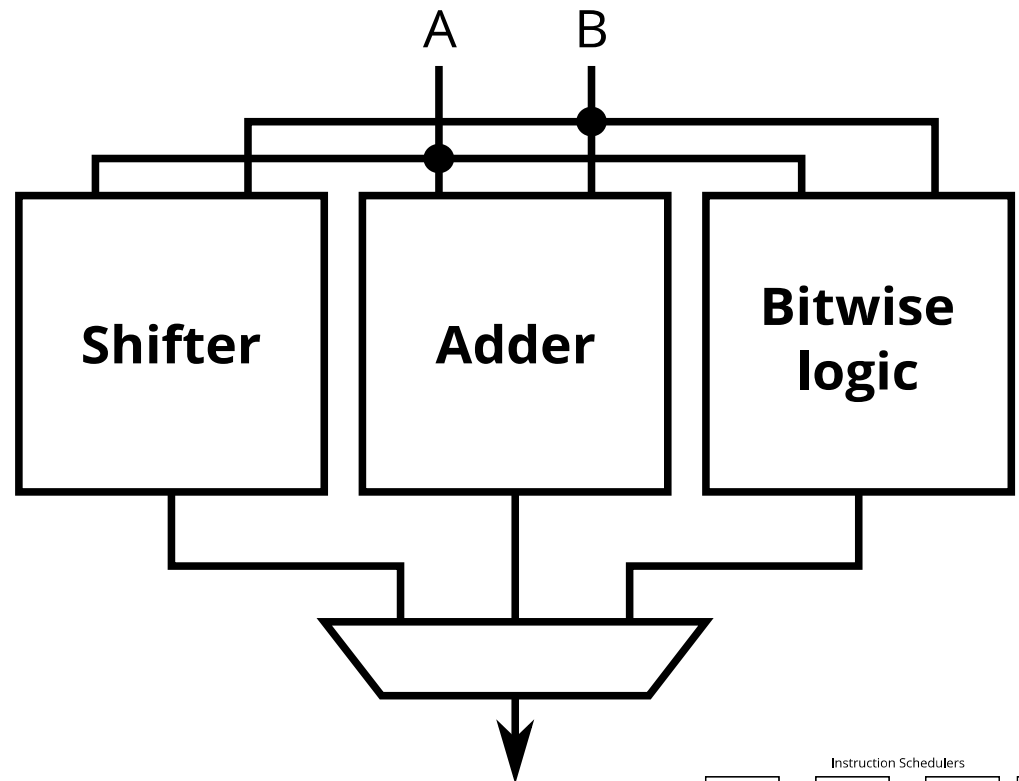 A B
Shifter
Adder
Bitwise
logic
Instruction Schedulers